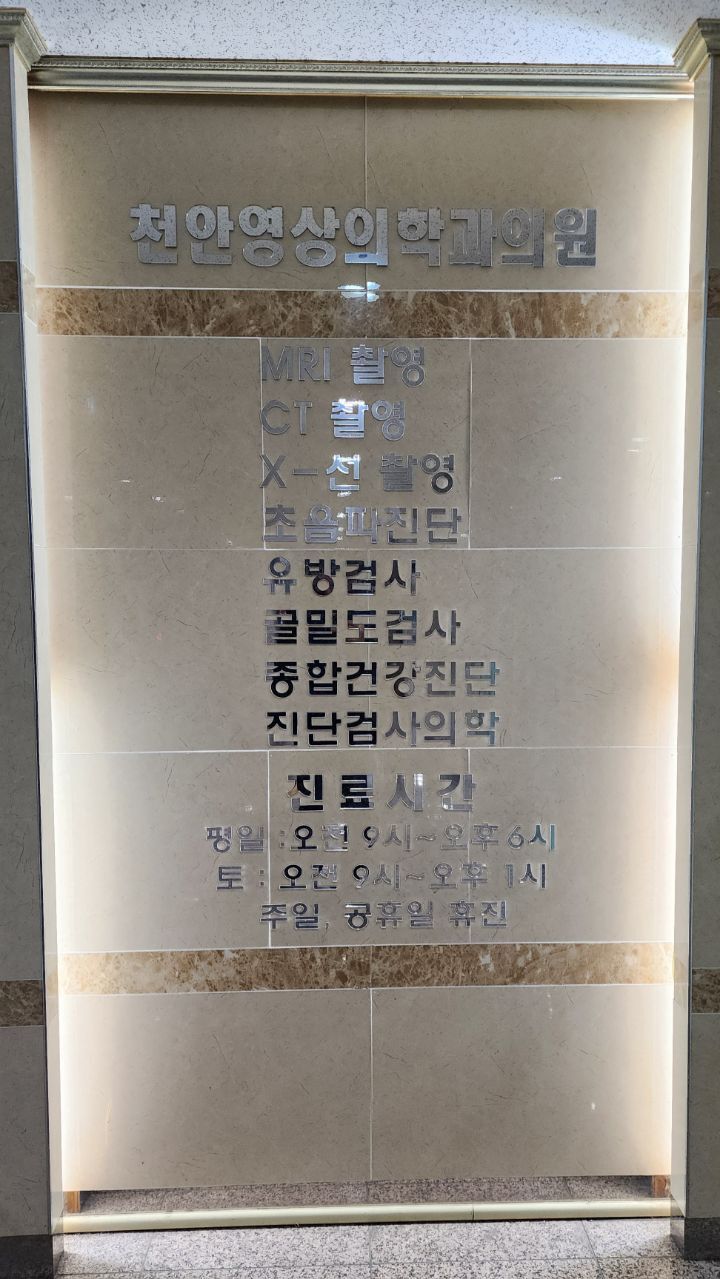 천안영상의학과의원
MRI 촬영
CT 촬영
X-선 촬영
초음파진단
유방검사
골밀도검사
종합건강진단
진단검사의학
진료시간
평일 : 오전 9시~오후 6시
토 : 오전 9시~오후 1시
주일, 공휴일 휴진